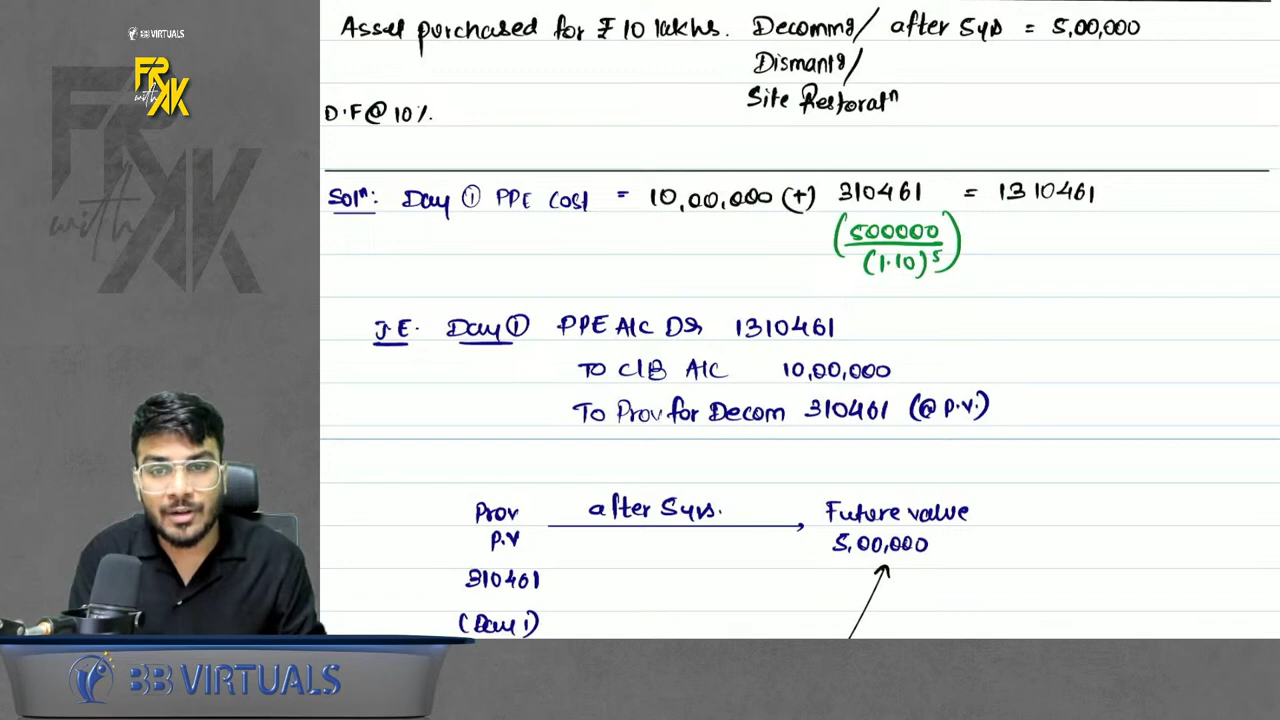 BB VIRTUALS
FR
with
AK
FR
with
AK
Asset purchased for ₹ 10 lakhs. Decommg/ after 5yrs = 5,00,000
Dismantg/
Site Restoratn
D.F @ 10%.
Soln: Day ① PPE Cost = 10,00,000 (+) 310461 = 1310461
(500000
(1.10)5)
J.E. Day ① PPE A/C Dr 1310461
TO C/B A/C 10,00,000
To Prov for Decom 310461 (@ P.V.)
Prov after 5yrs. Future value
P.V 5,00,000
310461
(Day 1)
BB VIRTUALS